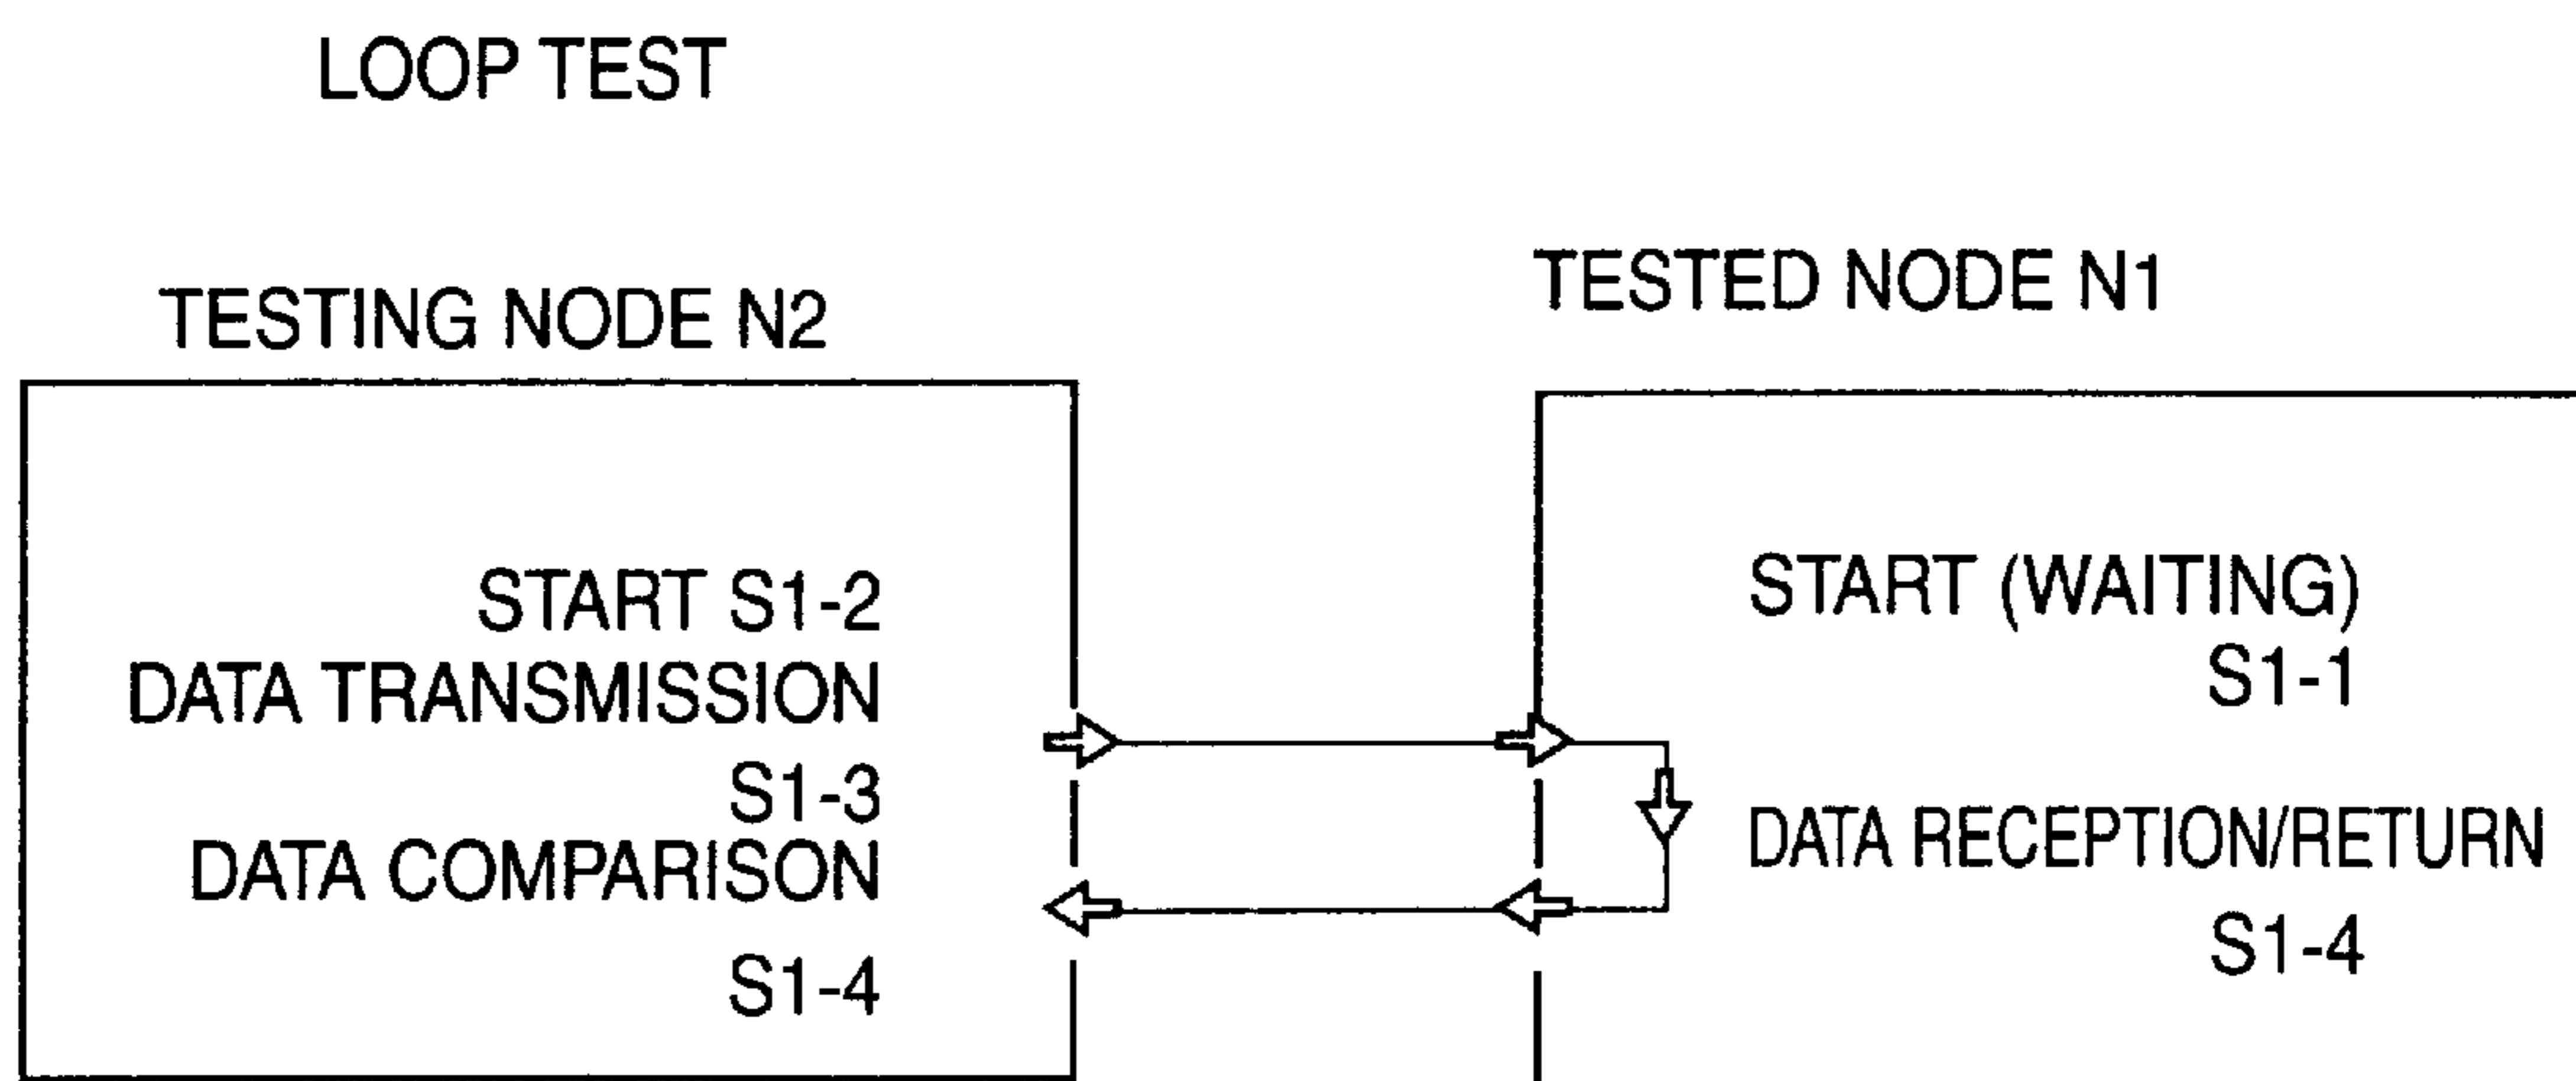 LOOP TEST
TESTING NODE N2
START S1-2
DATA TRANSMISSION
S1-3
DATA COMPARISON
S1-4
TESTED NODE N1
START (WAITING)
S1-1
DATA RECEPTION/RETURN
S1-4